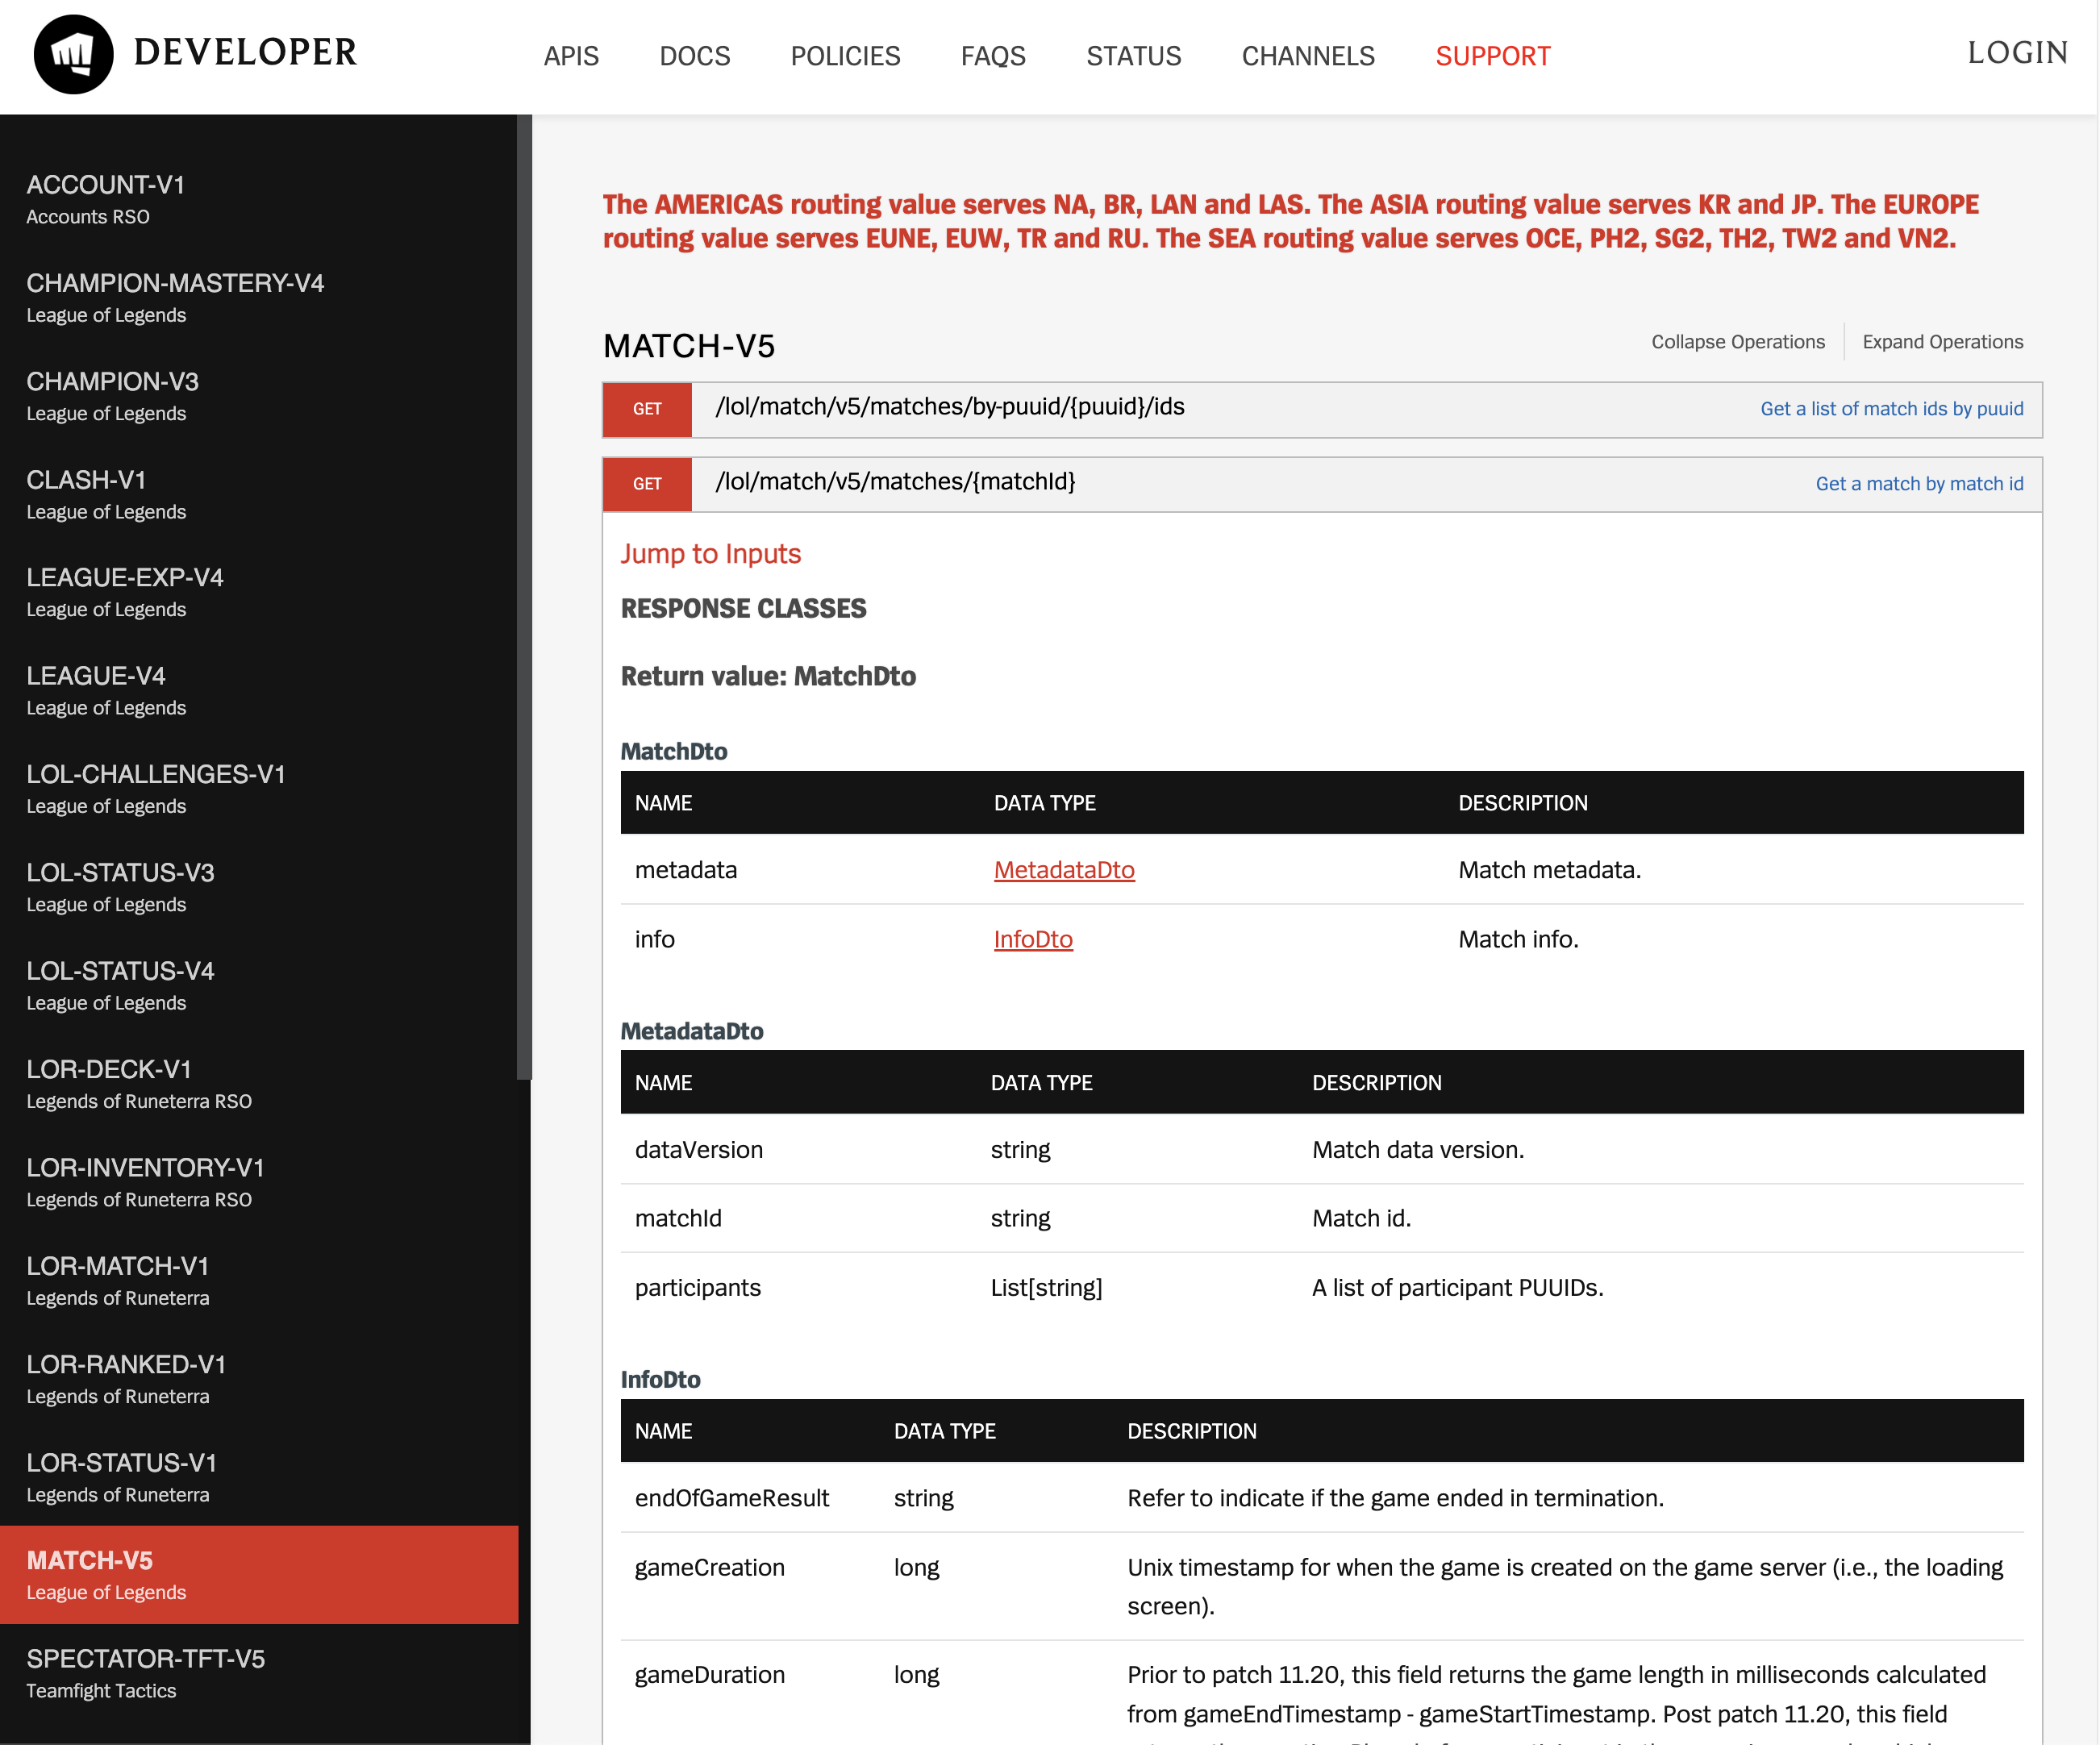 DEVELOPER
APIS
DOCS
POLICIES
FAQS
STATUS
CHANNELS
SUPPORT
LOGIN
ACCOUNT-V1
Accounts RSO
CHAMPION-MASTERY-V4
League of Legends
CHAMPION-V3
League of Legends
CLASH-V1
League of Legends
LEAGUE-EXP-V4
League of Legends
LEAGUE-V4
League of Legends
LOL-CHALLENGES-V1
League of Legends
LOL-STATUS-V3
League of Legends
LOL-STATUS-V4
League of Legends
LOR-DECK-V1
Legends of Runeterra RSO
LOR-INVENTORY-V1
Legends of Runeterra RSO
LOR-MATCH-V1
Legends of Runeterra
LOR-RANKED-V1
Legends of Runeterra
LOR-STATUS-V1
Legends of Runeterra
MATCH-V5
League of Legends
SPECTATOR-TFT-V5
Teamfight Tactics
The AMERICAS routing value serves NA, BR, LAN and LAS. The ASIA routing value serves KR and JP. The EUROPE
routing value serves EUNE, EUW, TR and RU. The SEA routing value serves OCE, PH2, SG2, TH2, TW2 and VN2.
MATCH-V5
Collapse Operations
Expand Operations
GET /lol/match/v5/matches/by-puuid/{puuid}/ids Get a list of match ids by puuid
GET /lol/match/v5/matches/{matchId} Get a match by match id
Jump to Inputs
RESPONSE CLASSES
Return value: MatchDto
MatchDto
NAME DATA TYPE DESCRIPTION
metadata MetadataDto Match metadata.
info InfoDto Match info.
MetadataDto
NAME DATA TYPE DESCRIPTION
dataVersion string Match data version.
matchId string Match id.
participants List[string] A list of participant PUUIDs.
InfoDto
NAME DATA TYPE DESCRIPTION
endOfGameResult string Refer to indicate if the game ended in termination.
gameCreation long Unix timestamp for when the game is created on the game server (i.e., the loading
screen).
gameDuration long Prior to patch 11.20, this field returns the game length in milliseconds calculated
from gameEndTimestamp - gameStartTimestamp. Post patch 11.20, this field